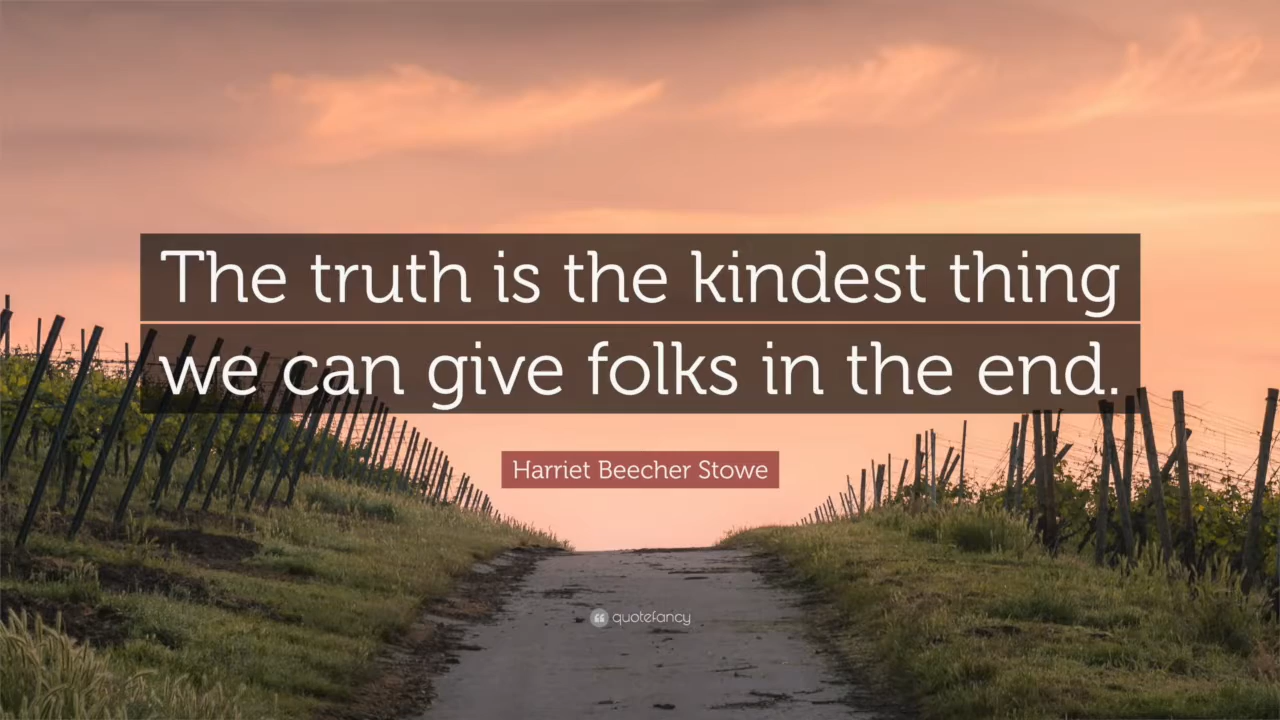 The truth is the kindest thing
we can give folks in the end.
Harriet Beecher Stowe
quotefancy